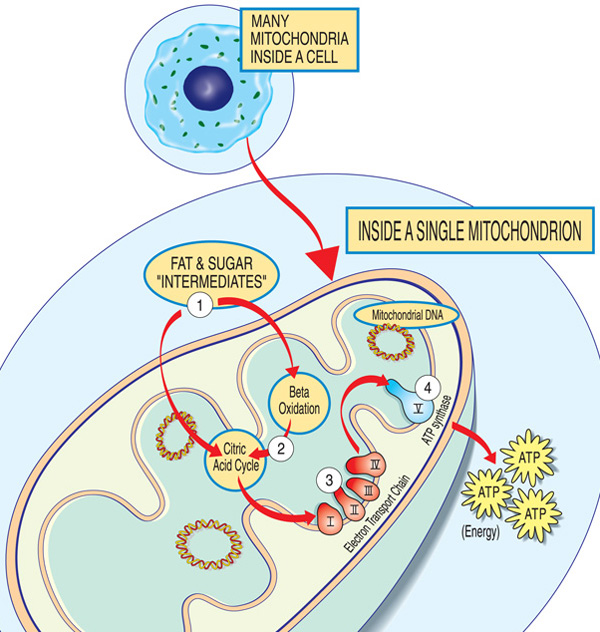 MANY
MITOCHONDRIA
INSIDE A CELL
INSIDE A SINGLE MITOCHONDRION
FAT & SUGAR
"INTERMEDIATES"
1
Mitochondrial DNA
Beta
Oxidation
2
Citric
Acid Cycle
3
I
II
III
IV
Electron Transport Chain
4
V
ATP synthase
ATP
ATP
ATP
(Energy)